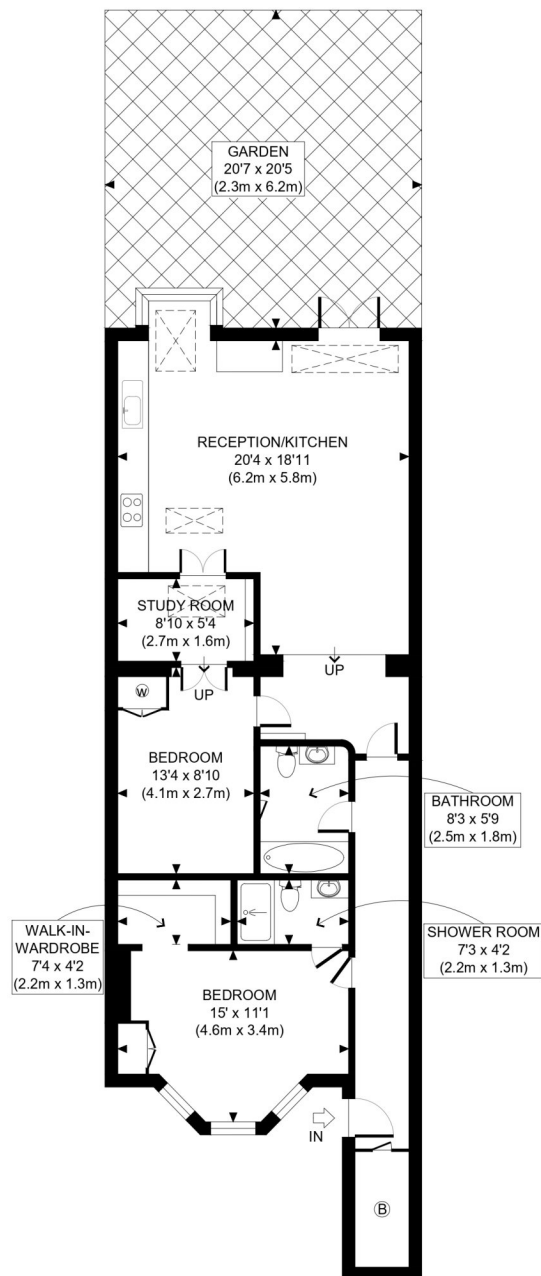 GARDEN
20'7 x 20'5
(2.3m x 6.2m)
RECEPTION/KITCHEN
20'4 x 18'11
(6.2m x 5.8m)
STUDY ROOM
8'10 x 5'4
(2.7m x 1.6m)
UP
UP
W
BEDROOM
13'4 x 8'10
(4.1m x 2.7m)
BATHROOM
8'3 x 5'9
(2.5m x 1.8m)
WALK-IN-
WARDROBE
7'4 x 4'2
(2.2m x 1.3m)
SHOWER ROOM
7'3 x 4'2
(2.2m x 1.3m)
BEDROOM
15' x 11'1
(4.6m x 3.4m)
IN
B